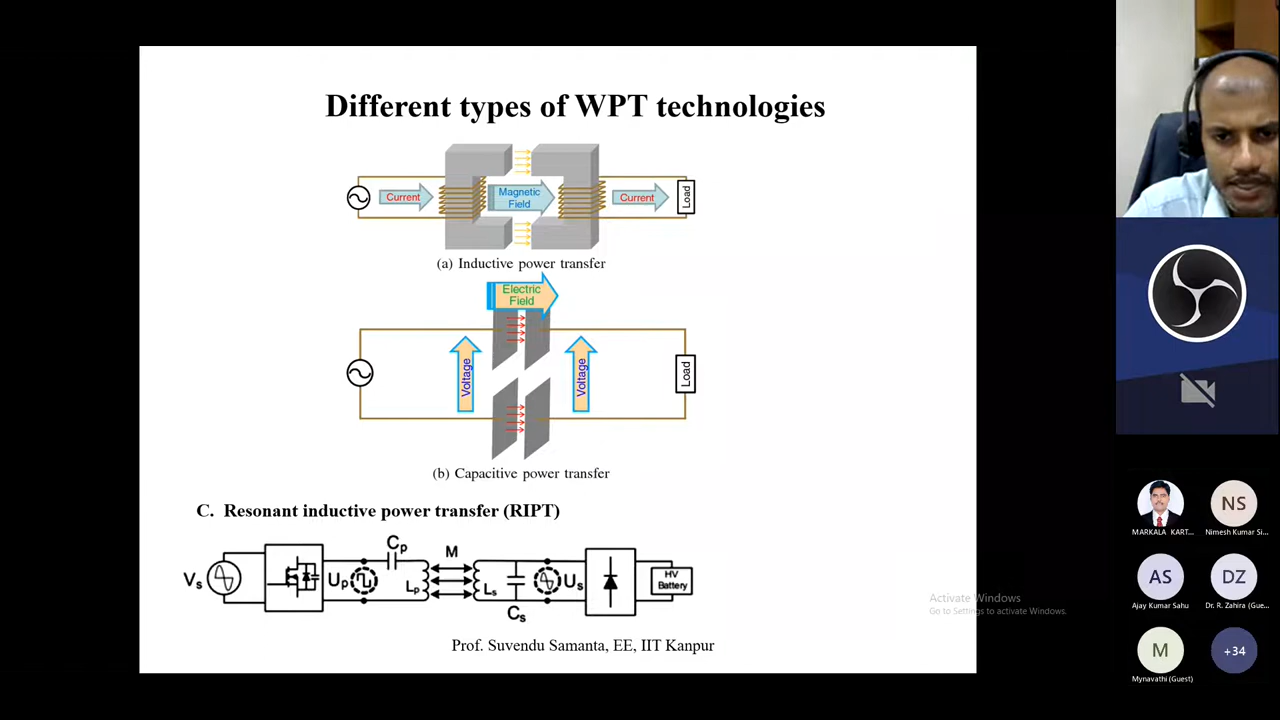 Different types of WPT technologies
Current
Magnetic
Field
Current
Load
(a) Inductive power transfer
Electric
Field
Voltage
Voltage
Load
(b) Capacitive power transfer
C. Resonant inductive power transfer (RIPT)
Vs
Up
Cp
Lp
M
Ls
Cs
Us
HV
Battery
Prof. Suvendu Samanta, EE, IIT Kanpur
Activate Windows
Go to Settings to activate Windows.
MARKALA KART...
NS
Nimesh Kumar Si...
AS
Ajay Kumar Sahu
DZ
Dr. R. Zahira (Gue...
M
Mynavathi (Guest)
+34